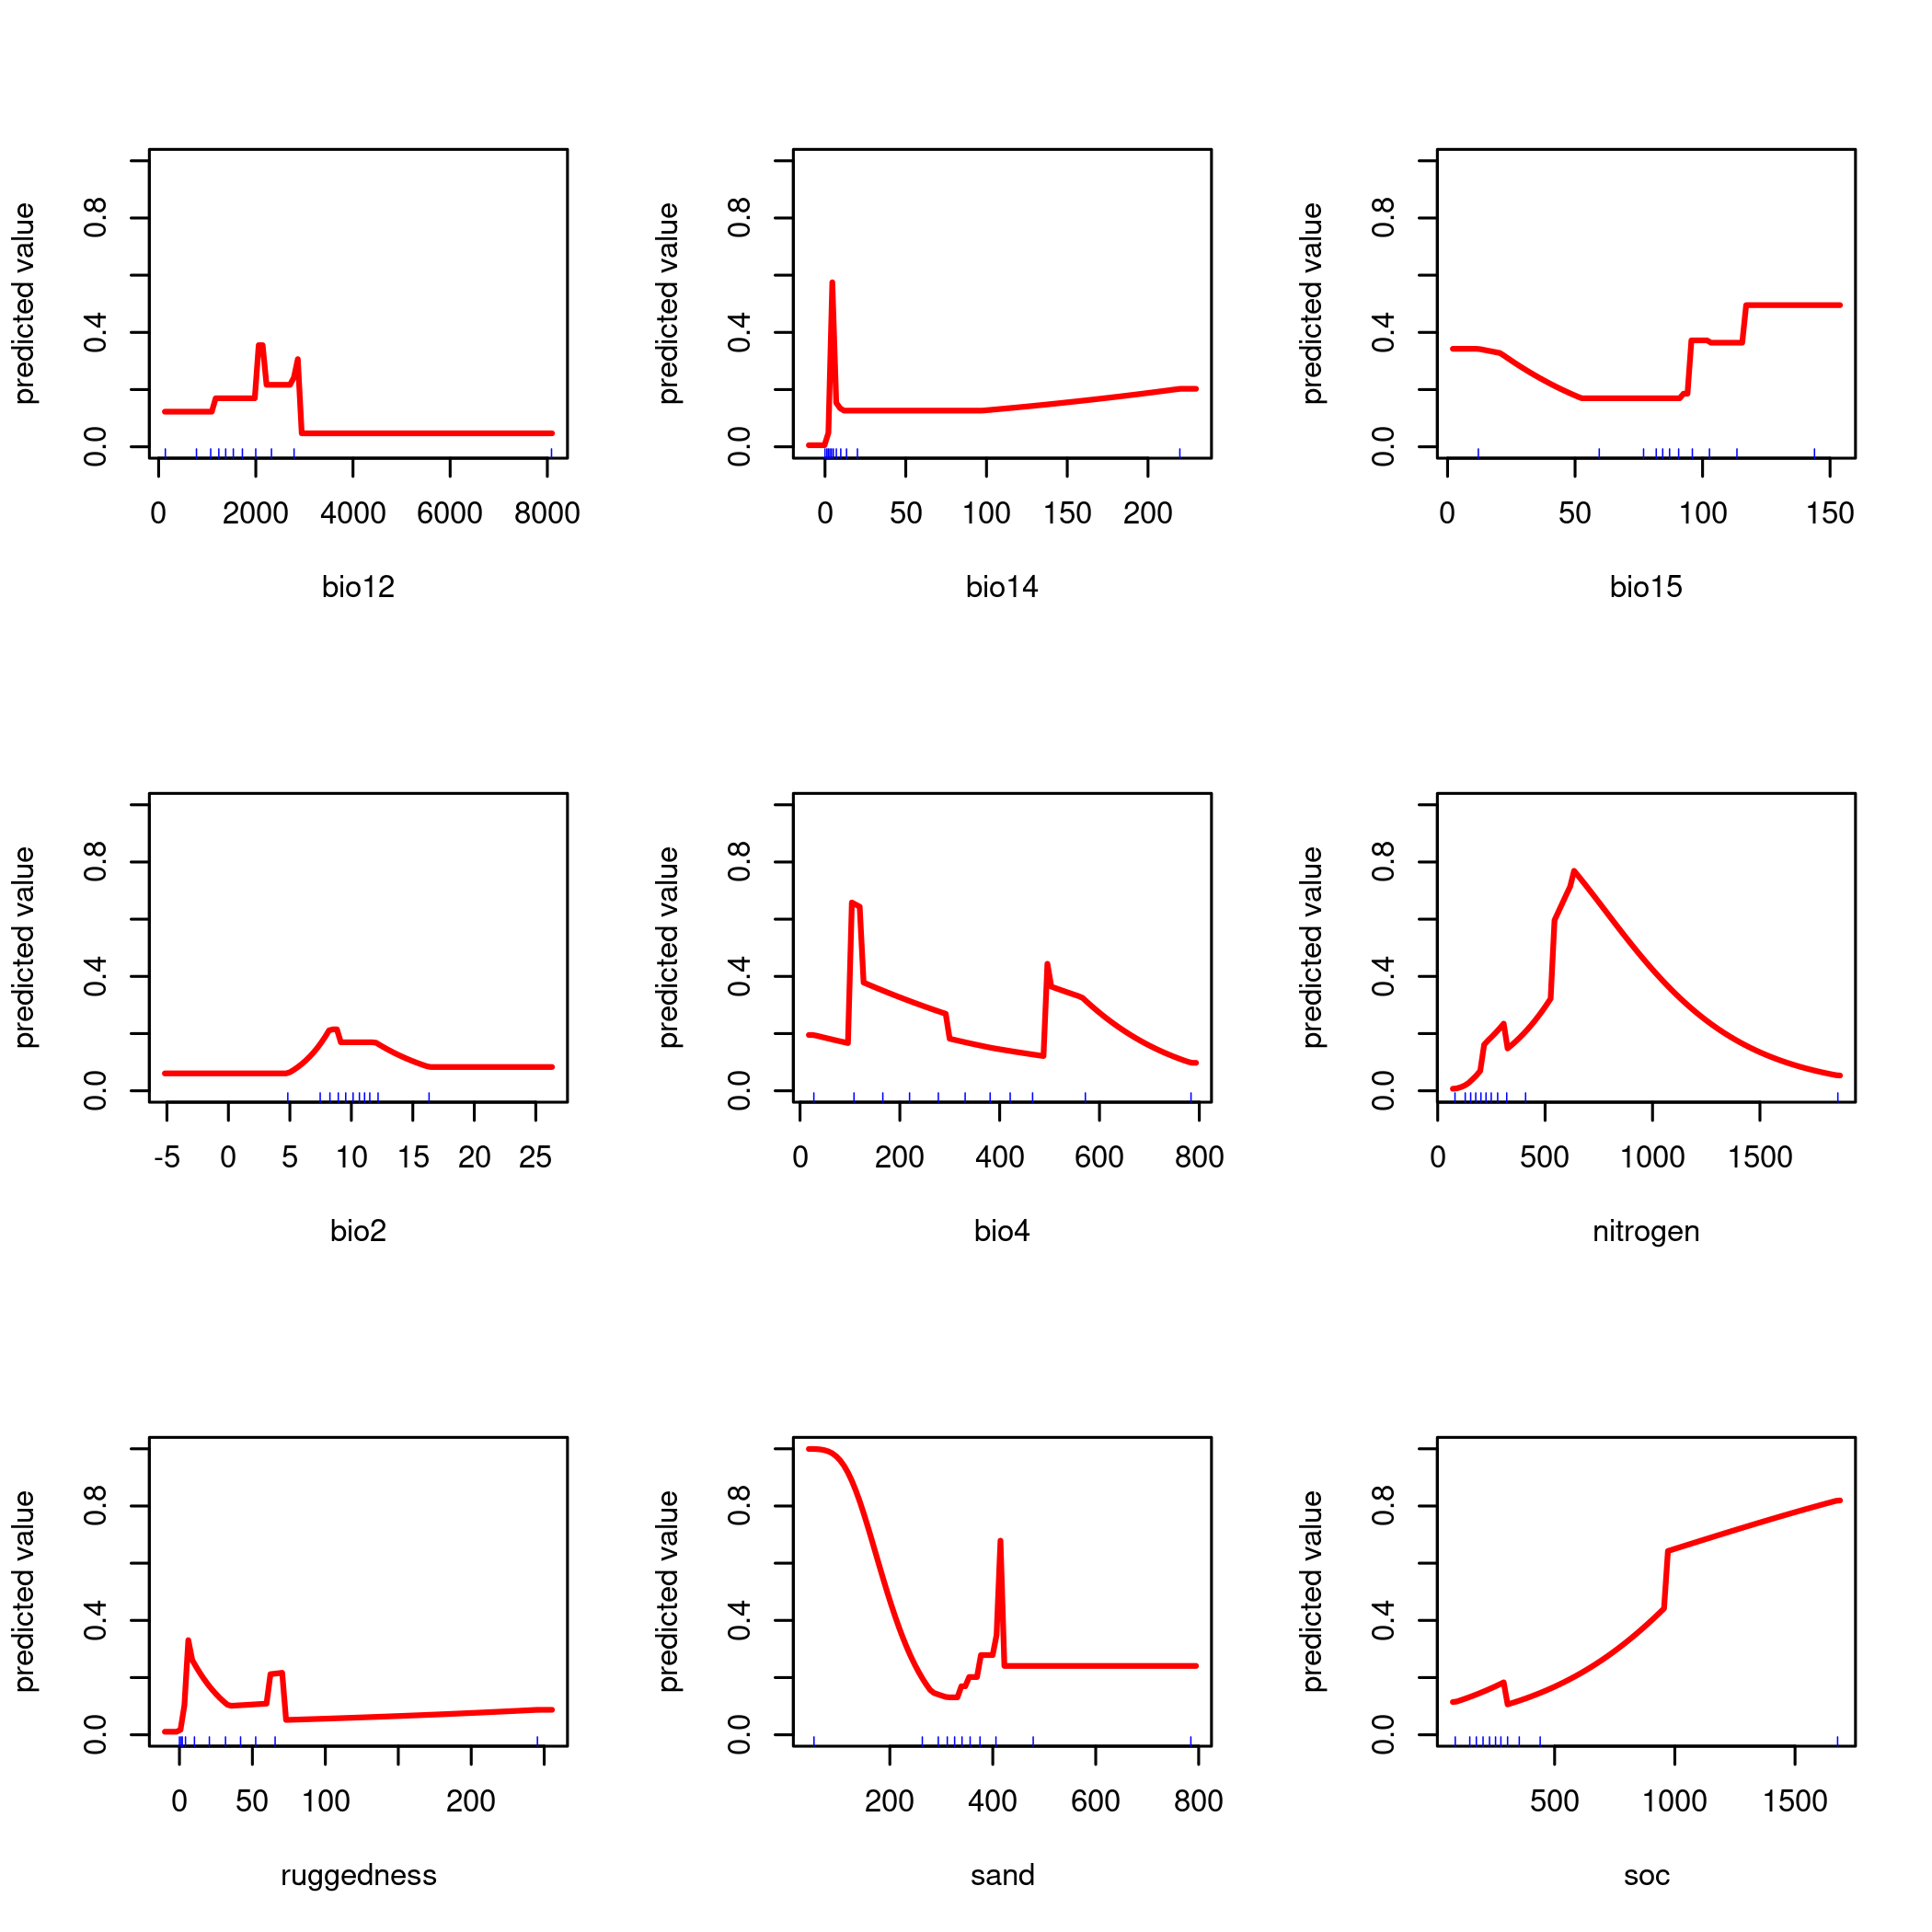 predicted value
0.0 0.4 0.8
0 2000 4000 6000 8000
bio12
predicted value
0.0 0.4 0.8
0 50 100 150 200
bio14
predicted value
0.0 0.4 0.8
0 50 100 150
bio15
predicted value
0.0 0.4 0.8
-5 0 5 10 15 20 25
bio2
predicted value
0.0 0.4 0.8
0 200 400 600 800
bio4
predicted value
0.0 0.4 0.8
0 500 1000 1500
nitrogen
predicted value
0.0 0.4 0.8
0 50 100 200
ruggedness
predicted value
0.0 0.4 0.8
200 400 600 800
sand
predicted value
0.0 0.4 0.8
500 1000 1500
soc